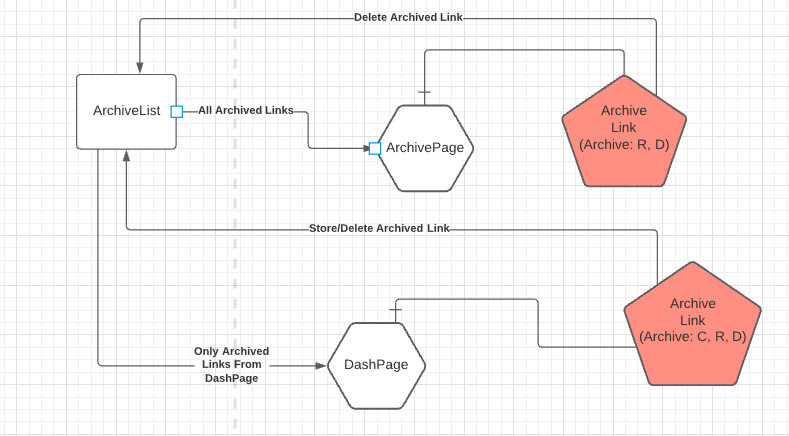 Delete Archived Link
ArchiveList
All Archived Links
ArchivePage
Archive
Link
(Archive: R, D)
Store/Delete Archived Link
Archive
Link
(Archive: C, R, D)
Only Archived
Links From
DashPage
DashPage